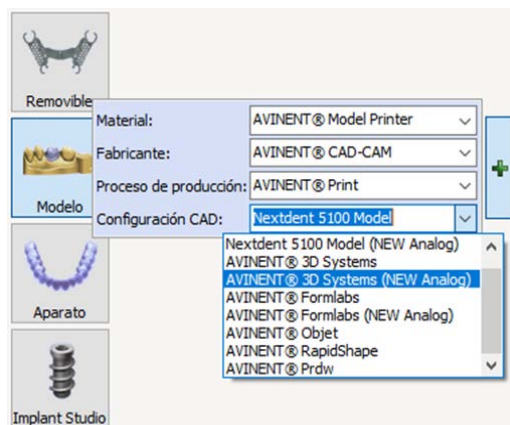 Removible
Material: AVINENT® Model Printer
Fabricante: AVINENT® CAD-CAM
Proceso de producción: AVINENT® Print
Modelo
Configuración CAD: Nextdent 5100 Model
Nextdent 5100 Model (NEW Analog)
AVINENT® 3D Systems
AVINENT® 3D Systems (NEW Analog)
AVINENT® Formlabs
AVINENT® Formlabs (NEW Analog)
AVINENT® Objet
AVINENT® RapidShape
AVINENT® Prdw
Aparato
Implant Studio